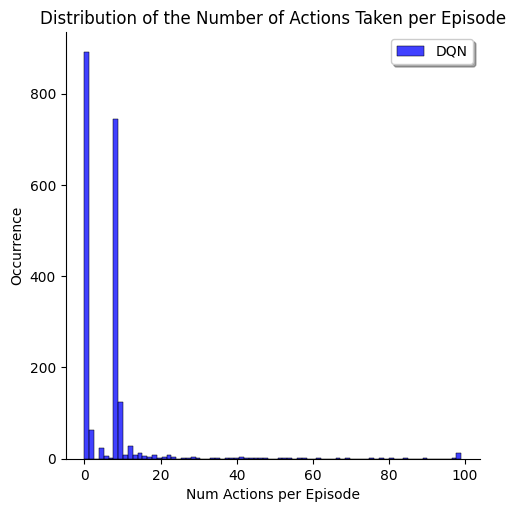 Distribution of the Number of Actions Taken per Episode
DQN
Occurrence
800
600
400
200
0
0 20 40 60 80 100
Num Actions per Episode